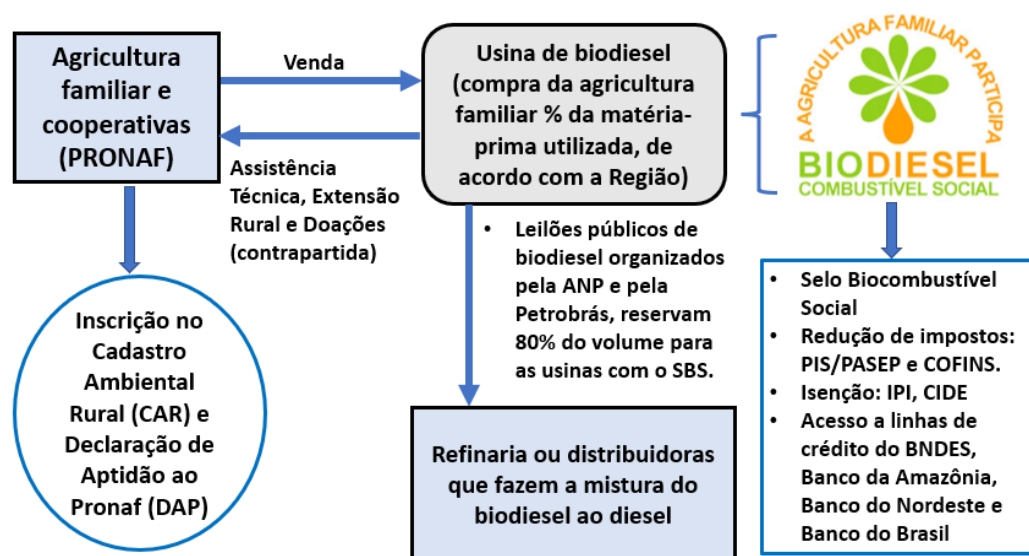 Agricultura
familiar e
cooperativas
(PRONAF)
Venda
Assistência
Técnica, Extensão
Rural e Doações
(contrapartida)
Usina de biodiesel
(compra da agricultura
familiar % da matéria-
prima utilizada, de
acordo com a Região)
A AGRICULTURA FAMILIAR PARTICIPA
BIODIESEL
COMBUSTÍVEL SOCIAL
Inscrição no
Cadastro
Ambiental
Rural (CAR) e
Declaração de
Aptidão ao
Pronaf (DAP)
• Leilões públicos de
biodiesel organizados
pela ANP e pela
Petrobrás, reservam
80% do volume para
as usinas com o SBS.
Refinaria ou distribuidoras
que fazem a mistura do
biodiesel ao diesel
• Selo Biocombustível
Social
• Redução de impostos:
PIS/PASEP e COFINS.
• Isenção: IPI, CIDE
• Acesso a linhas de
crédito do BNDES,
Banco da Amazônia,
Banco do Nordeste e
Banco do Brasil